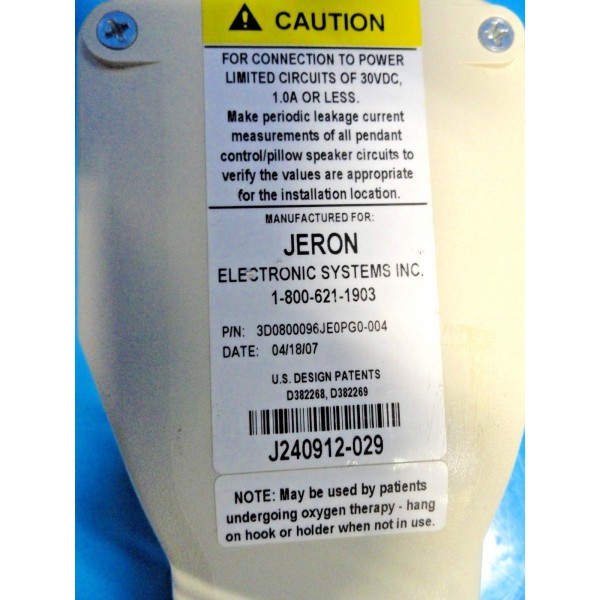 CAUTION
FOR CONNECTION TO POWER
LIMITED CIRCUITS OF 30VDC,
1.0A OR LESS.
Make periodic leakage current
measurements of all pendant
control/pillow speaker circuits to
verify the values are appropriate
for the installation location.
MANUFACTURED FOR:
JERON
ELECTRONIC SYSTEMS INC.
1-800-621-1903
P/N: 3D0800096JE0PG0-004
DATE: 04/18/07
U.S. DESIGN PATENTS
D382268, D382269
J240912-029
NOTE: May be used by patients
undergoing oxygen therapy - hang
on hook or holder when not in use.